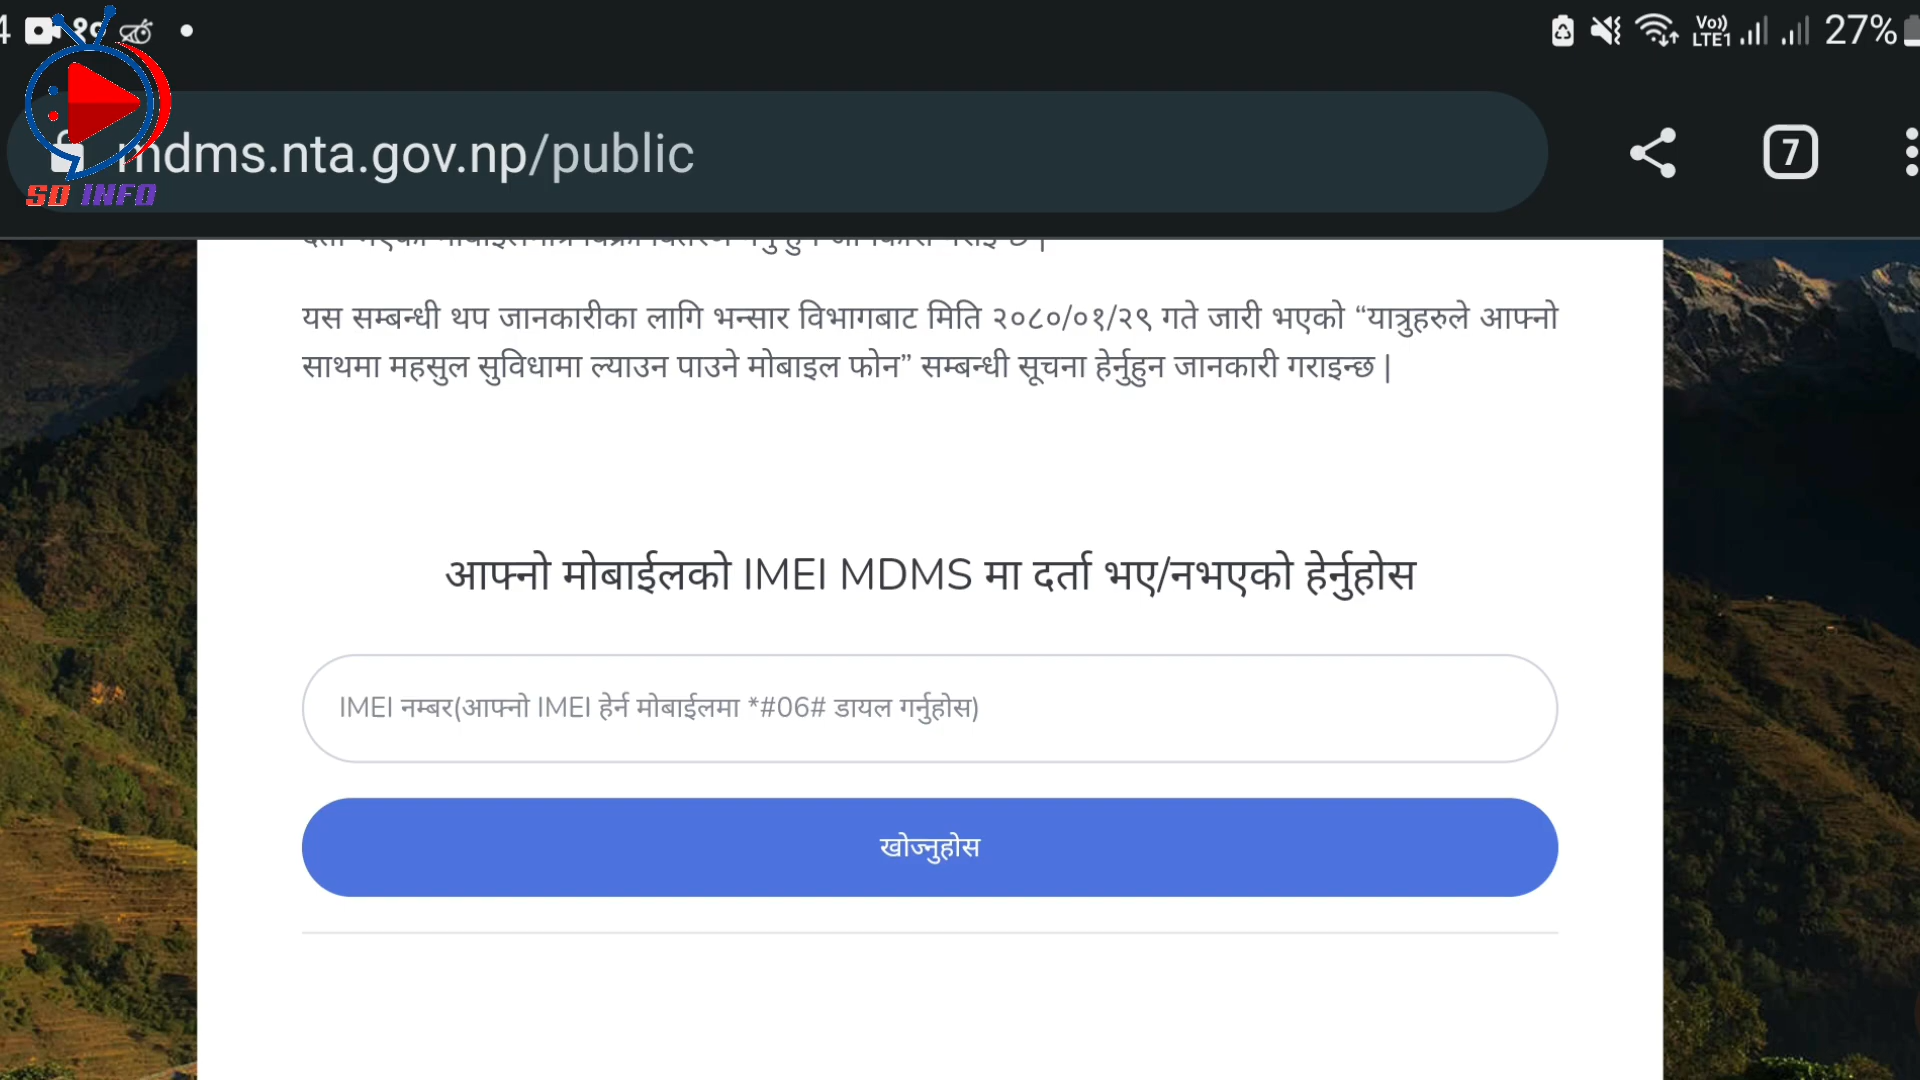 27%
Vo)) LTE1
mdms.nta.gov.np/public
7
SD INFO
यस सम्बन्धी थप जानकारीका लागि भन्सार विभागबाट मिति २०८०/०१/२९ गते जारी भएको “यात्रुहरुले आफ्नो
साथमा महसुल सुविधामा ल्याउन पाउने मोबाइल फोन” सम्बन्धी सूचना हेर्नुहुन जानकारी गराइन्छ |
आफ्नो मोबाईलको IMEI MDMS मा दर्ता भए/नभएको हेर्नुहोस
IMEI नम्बर(आफ्नो IMEI हेर्न मोबाईलमा *#06# डायल गर्नुहोस)
खोज्नुहोस